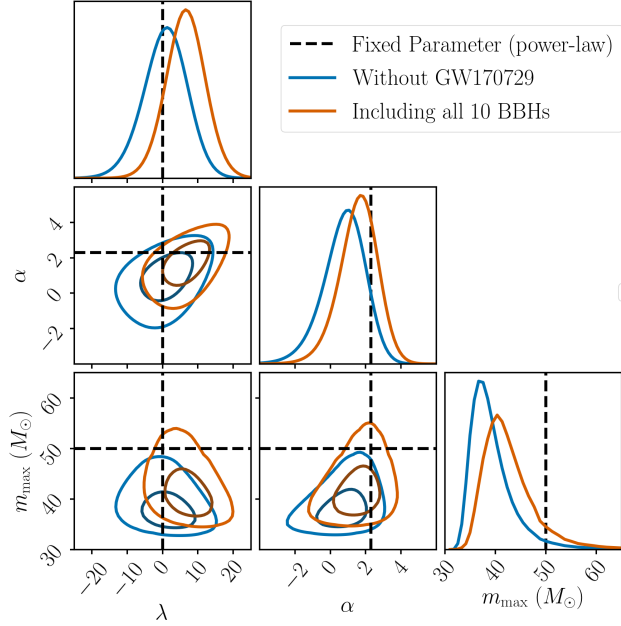 Fixed Parameter (power-law)
Without GW170729
Including all 10 BBHs
α
4
2
0
−2
m_max (M_⊙)
60
50
40
30
−20
−10
0
10
20
λ
−2
0
2
4
α
30
40
50
60
m_max (M_⊙)